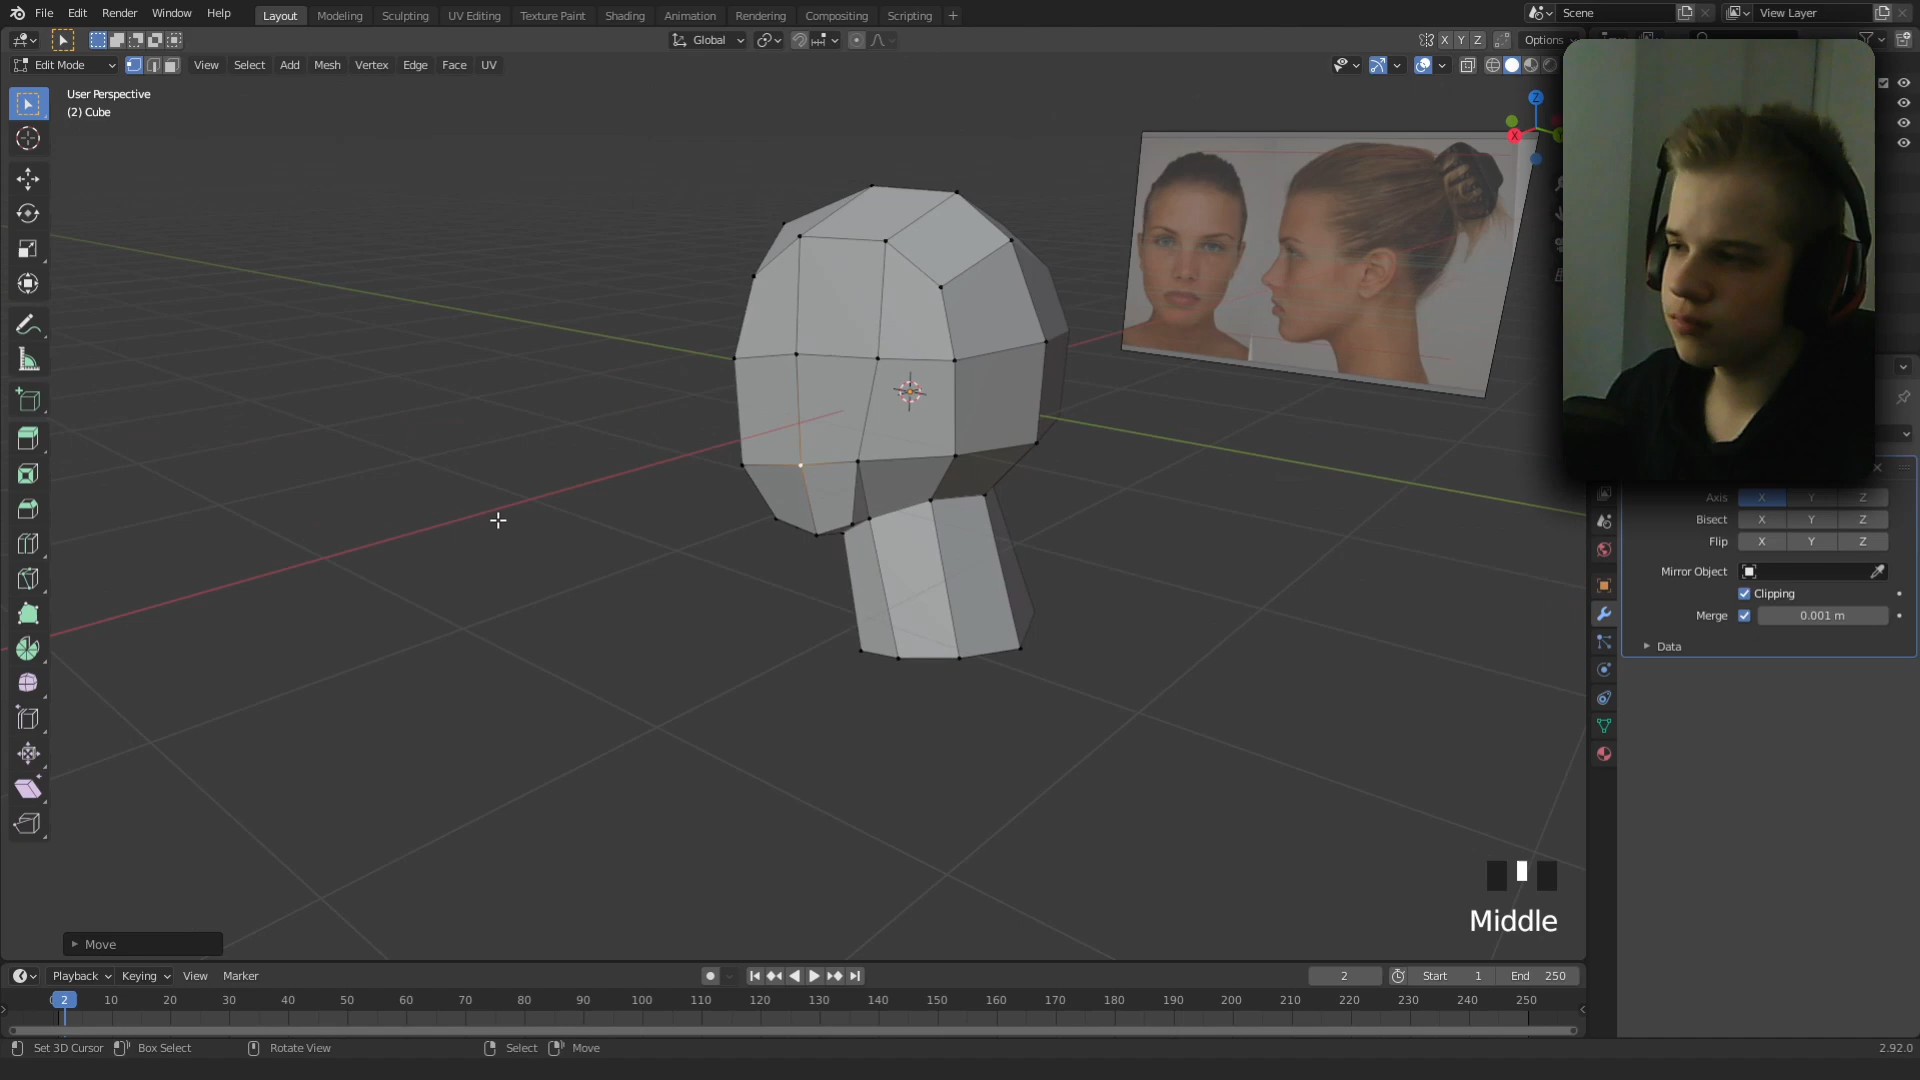 File Edit Render Window Help Layout Modeling Sculpting UV Editing Texture Paint Shading Animation Rendering Compositing Scripting + Scene View Layer
Global X Y Z Options
Edit Mode View Select Add Mesh Vertex Edge Face UV
User Perspective
(2) Cube
Z
X
Axis X Y Z
Bisect X Y Z
Flip X Y Z
Mirror Object
Clipping
Merge 0.001 m
Data
Middle
Move
Playback Keying View Marker 2 Start 1 End 250
2 10 20 30 40 50 60 70 80 90 100 110 120 130 140 150 160 170 180 190 200 210 220 230 240 250
Set 3D Cursor Box Select Rotate View Select Move 2.92.0